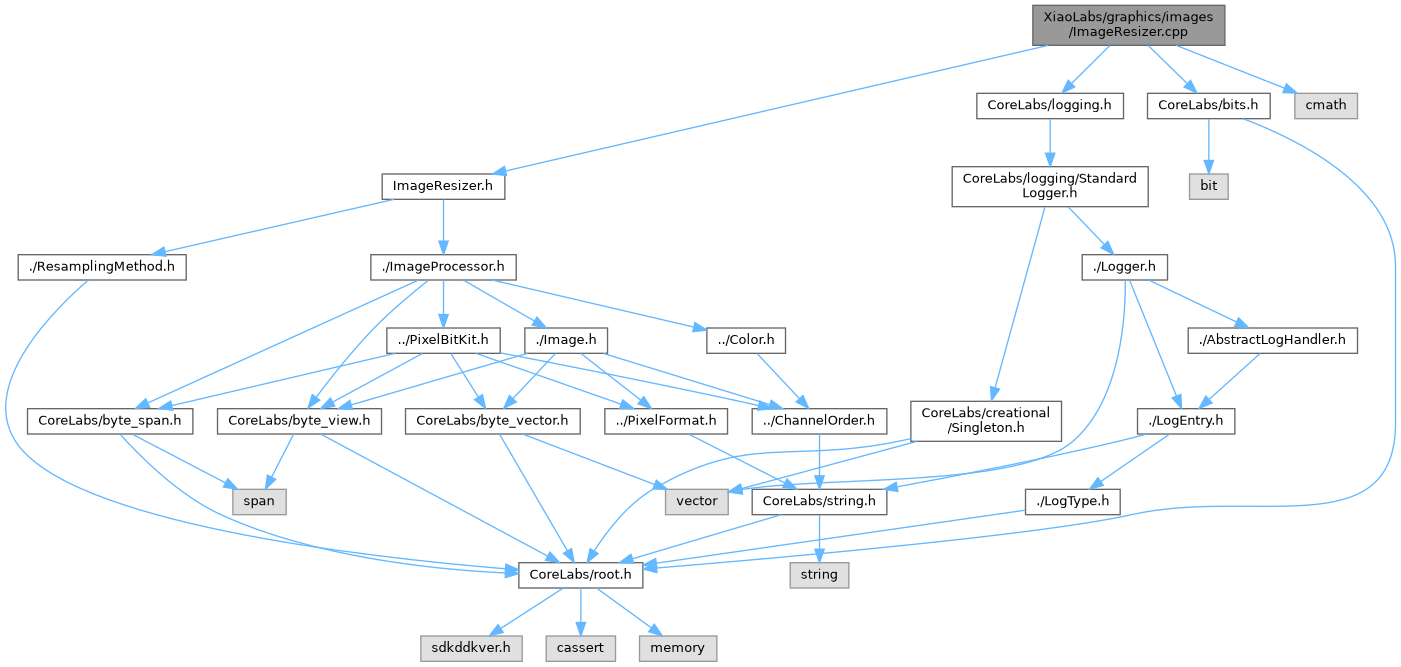 XiaoLabs/graphics/images
/ImageResizer.cpp
CoreLabs/logging.h
CoreLabs/bits.h
cmath
ImageResizer.h
CoreLabs/logging/Standard
Logger.h
bit
./ResamplingMethod.h
./ImageProcessor.h
./Logger.h
../PixelBitKit.h
./Image.h
../Color.h
./AbstractLogHandler.h
CoreLabs/byte_span.h
CoreLabs/byte_view.h
CoreLabs/byte_vector.h
../PixelFormat.h
../ChannelOrder.h
CoreLabs/creational
/Singleton.h
./LogEntry.h
span
vector
CoreLabs/string.h
./LogType.h
CoreLabs/root.h
string
sdkddkver.h
cassert
memory